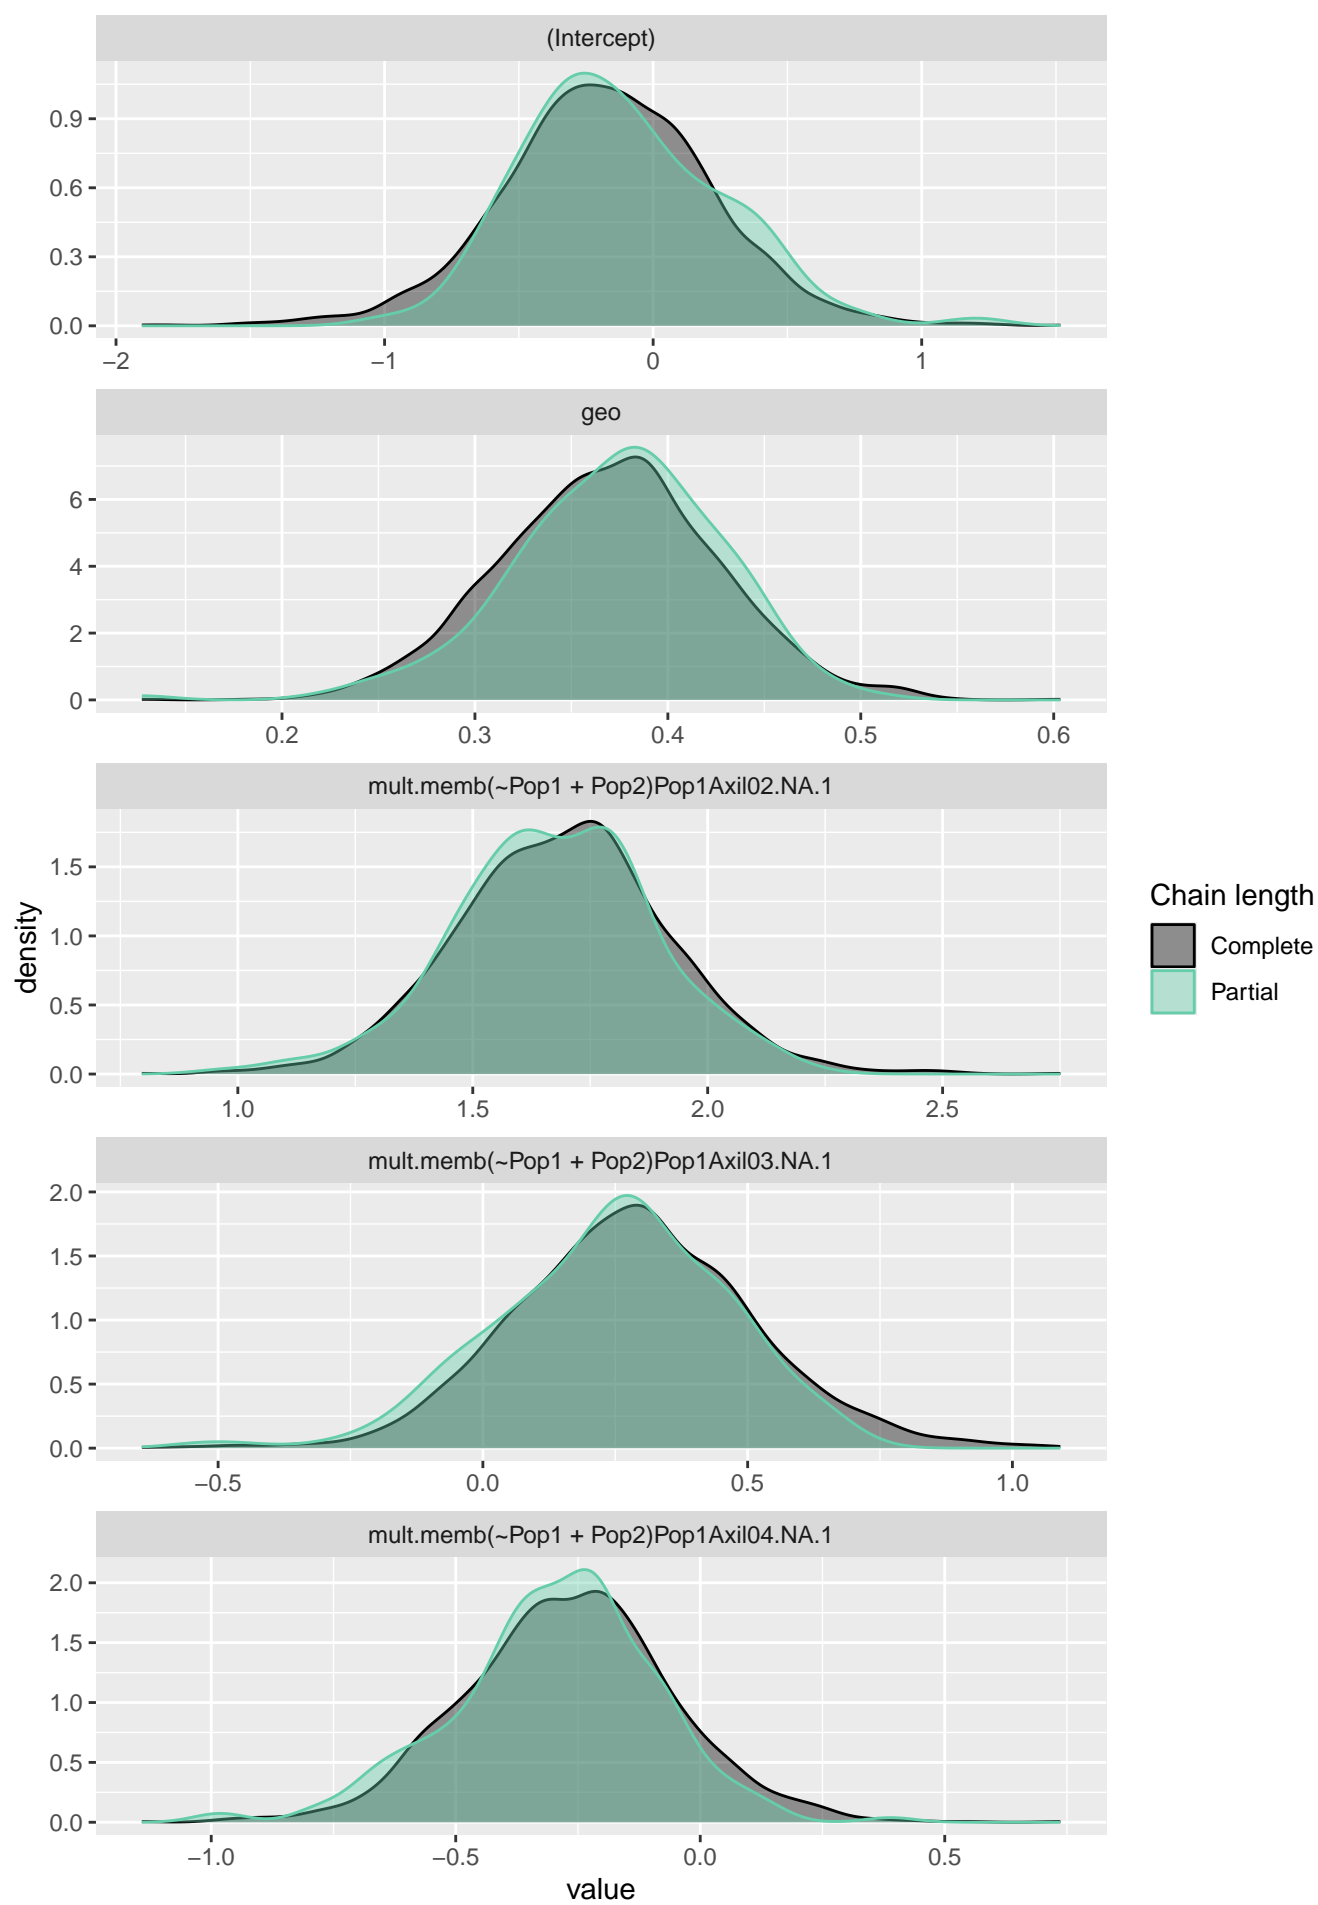 (Intercept)
0.9
0.6
0.3
0.0
−2 −1 0 1
geo
6
4
2
0
0.2 0.3 0.4 0.5 0.6
mult.memb(~Pop1 + Pop2)Pop1Axil02.NA.1
1.5
1.0
0.5
0.0
1.0 1.5 2.0 2.5
mult.memb(~Pop1 + Pop2)Pop1Axil03.NA.1
2.0
1.5
1.0
0.5
0.0
−0.5 0.0 0.5 1.0
mult.memb(~Pop1 + Pop2)Pop1Axil04.NA.1
2.0
1.5
1.0
0.5
0.0
−1.0 −0.5 0.0 0.5
value
density
Chain length
Complete
Partial